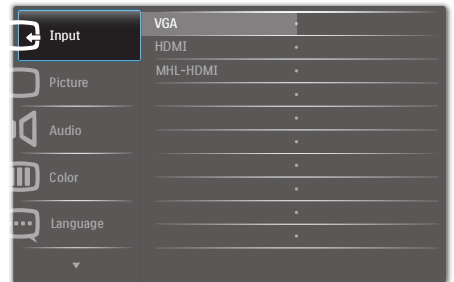 Input
Picture
Audio
Color
Language
VGA
HDMI
MHL-HDMI